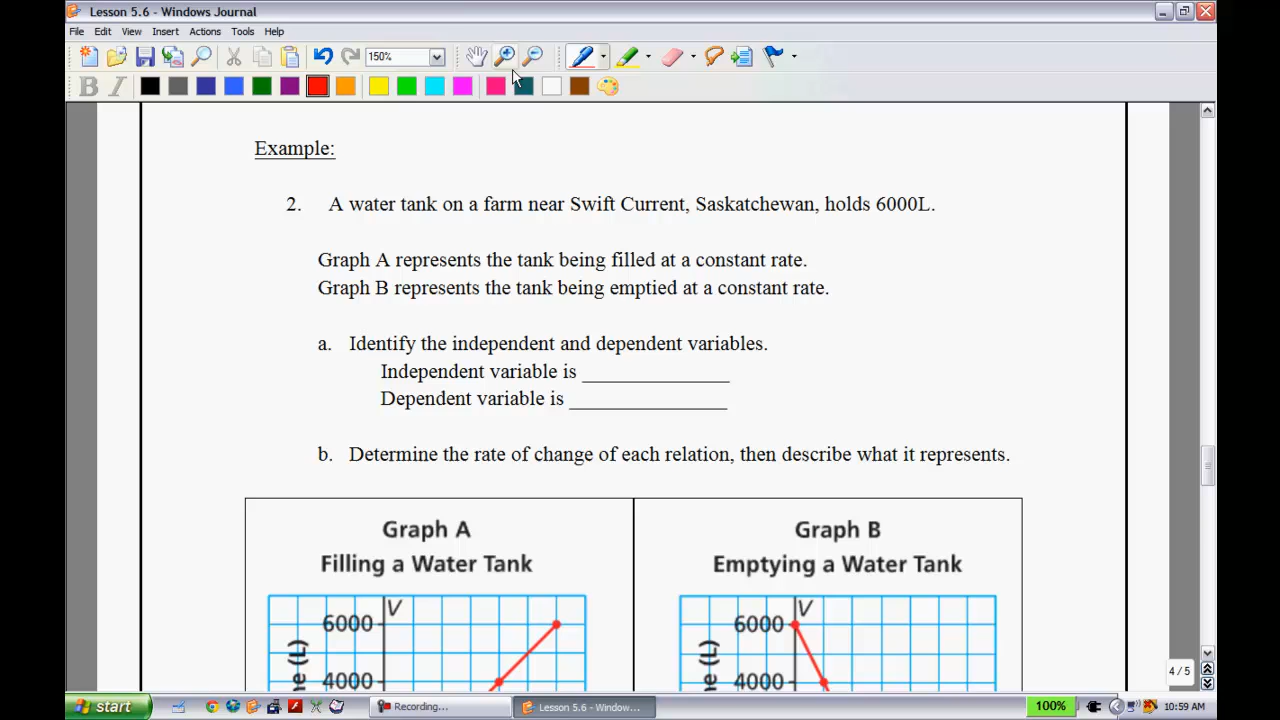 Lesson 5.6 - Windows Journal
File Edit View Insert Actions Tools Help
150%
B I
Example:
2. A water tank on a farm near Swift Current, Saskatchewan, holds 6000L.
Graph A represents the tank being filled at a constant rate.
Graph B represents the tank being emptied at a constant rate.
a. Identify the independent and dependent variables.
Independent variable is ______________
Dependent variable is _______________
b. Determine the rate of change of each relation, then describe what it represents.
Graph A
Filling a Water Tank
V
6000
4000
(L)
Graph B
Emptying a Water Tank
V
6000
4000
(L)
4/5
start
Recording...
Lesson 5.6 - Window...
100%
10:59 AM